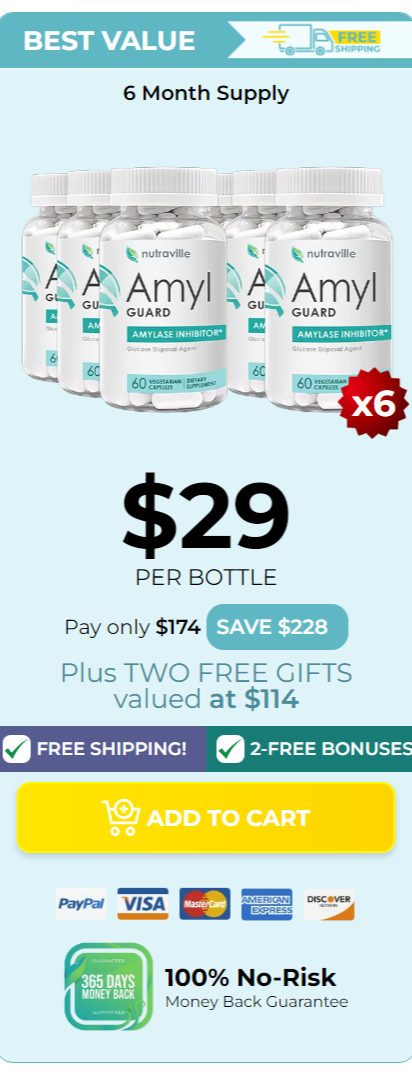 BEST VALUE
FREE
SHIPPING
6 Month Supply
nutraville
nutraville
Amyl
Amyl
GUARD
GUARD
AMYLASE INHIBITOR*
AMYLASE INHIBITOR*
Glucose Disposal Agent
Glucose Disposal Agent
60 VEGETARIAN CAPSULES DIETARY SUPPLEMENT
60 VEGETARIAN CAPSULES
x6
$29
PER BOTTLE
Pay only $174 SAVE $228
Plus TWO FREE GIFTS
valued at $114
FREE SHIPPING! 2-FREE BONUSES
ADD TO CART
PayPal VISA MasterCard AMERICAN EXPRESS DISCOVER
NETWORK
GUARANTEED
365 DAYS
MONEY BACK
GUARANTEED
100% No-Risk
Money Back Guarantee